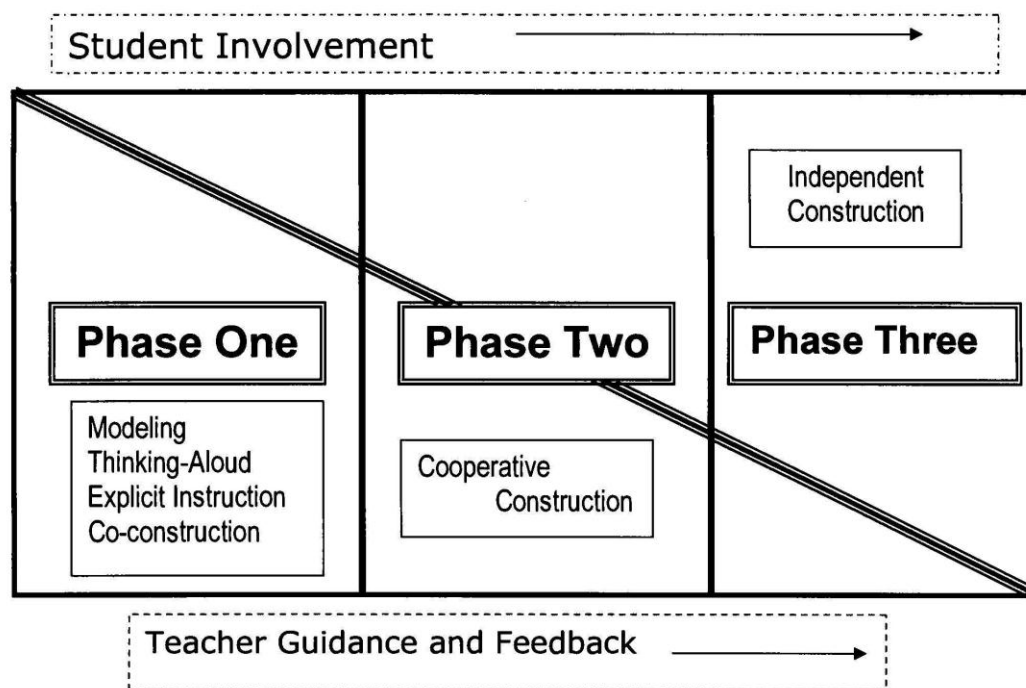 Student Involvement
Independent
Construction
Phase One
Phase Two
Phase Three
Modeling
Thinking-Aloud
Explicit Instruction
Co-construction
Cooperative
Construction
Teacher Guidance and Feedback